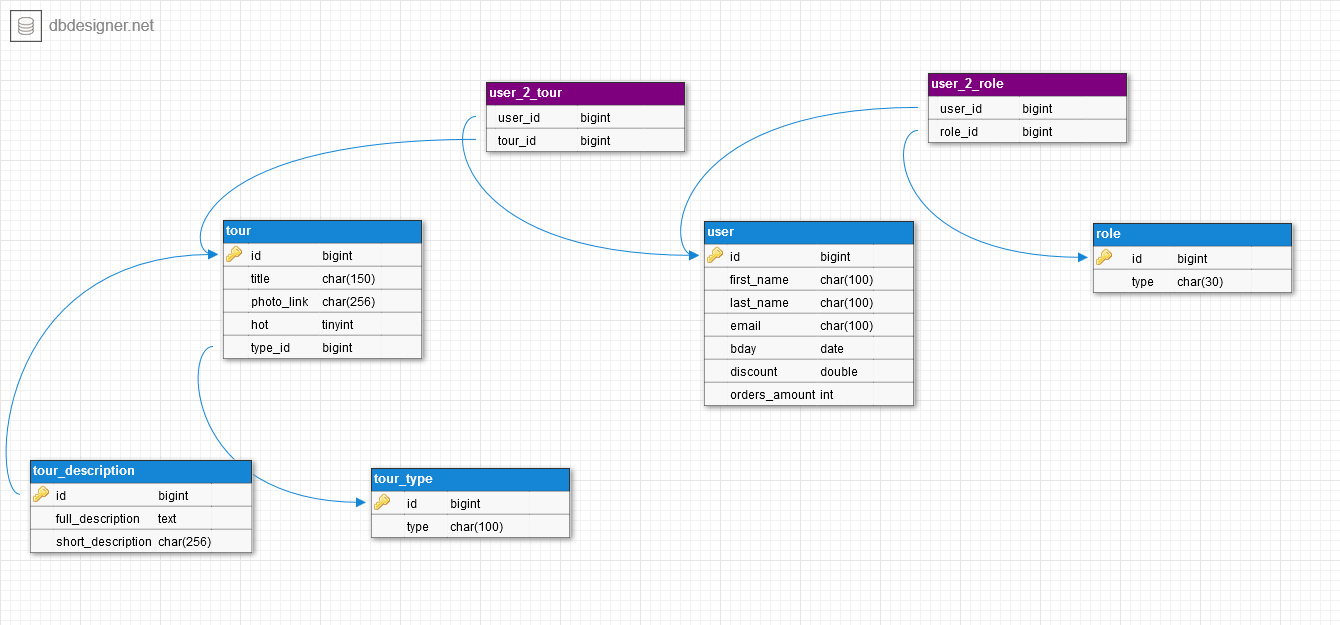 dbdesigner.net
user_2_tour
user_id bigint
tour_id bigint
user_2_role
user_id bigint
role_id bigint
tour
id bigint
title char(150)
photo_link char(256)
hot tinyint
type_id bigint
user
id bigint
first_name char(100)
last_name char(100)
email char(100)
bday date
discount double
orders_amount int
role
id bigint
type char(30)
tour_description
id bigint
full_description text
short_description char(256)
tour_type
id bigint
type char(100)